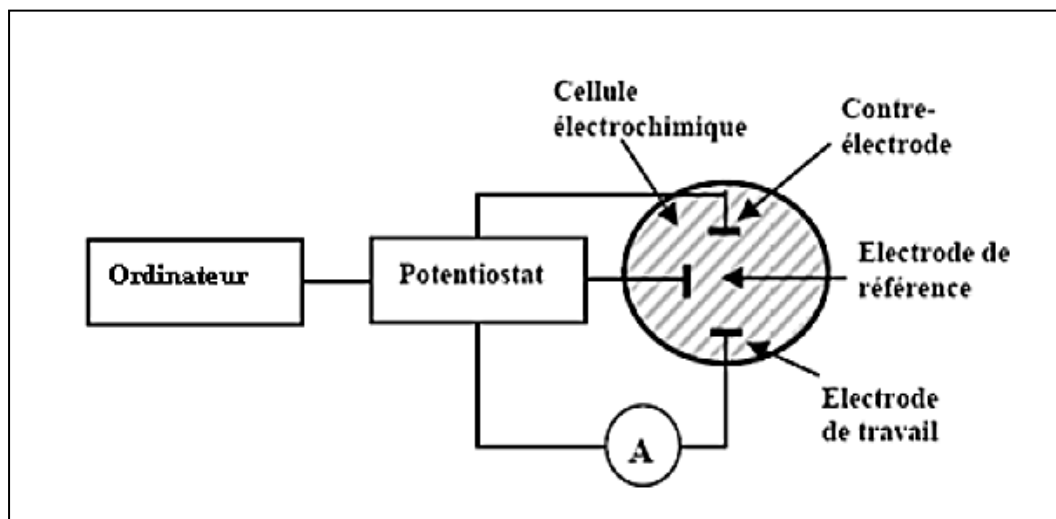 Cellule
électrochimique
Contre-
électrode
Ordinateur
Potentiostat
Electrode de
référence
Electrode
de travail
A